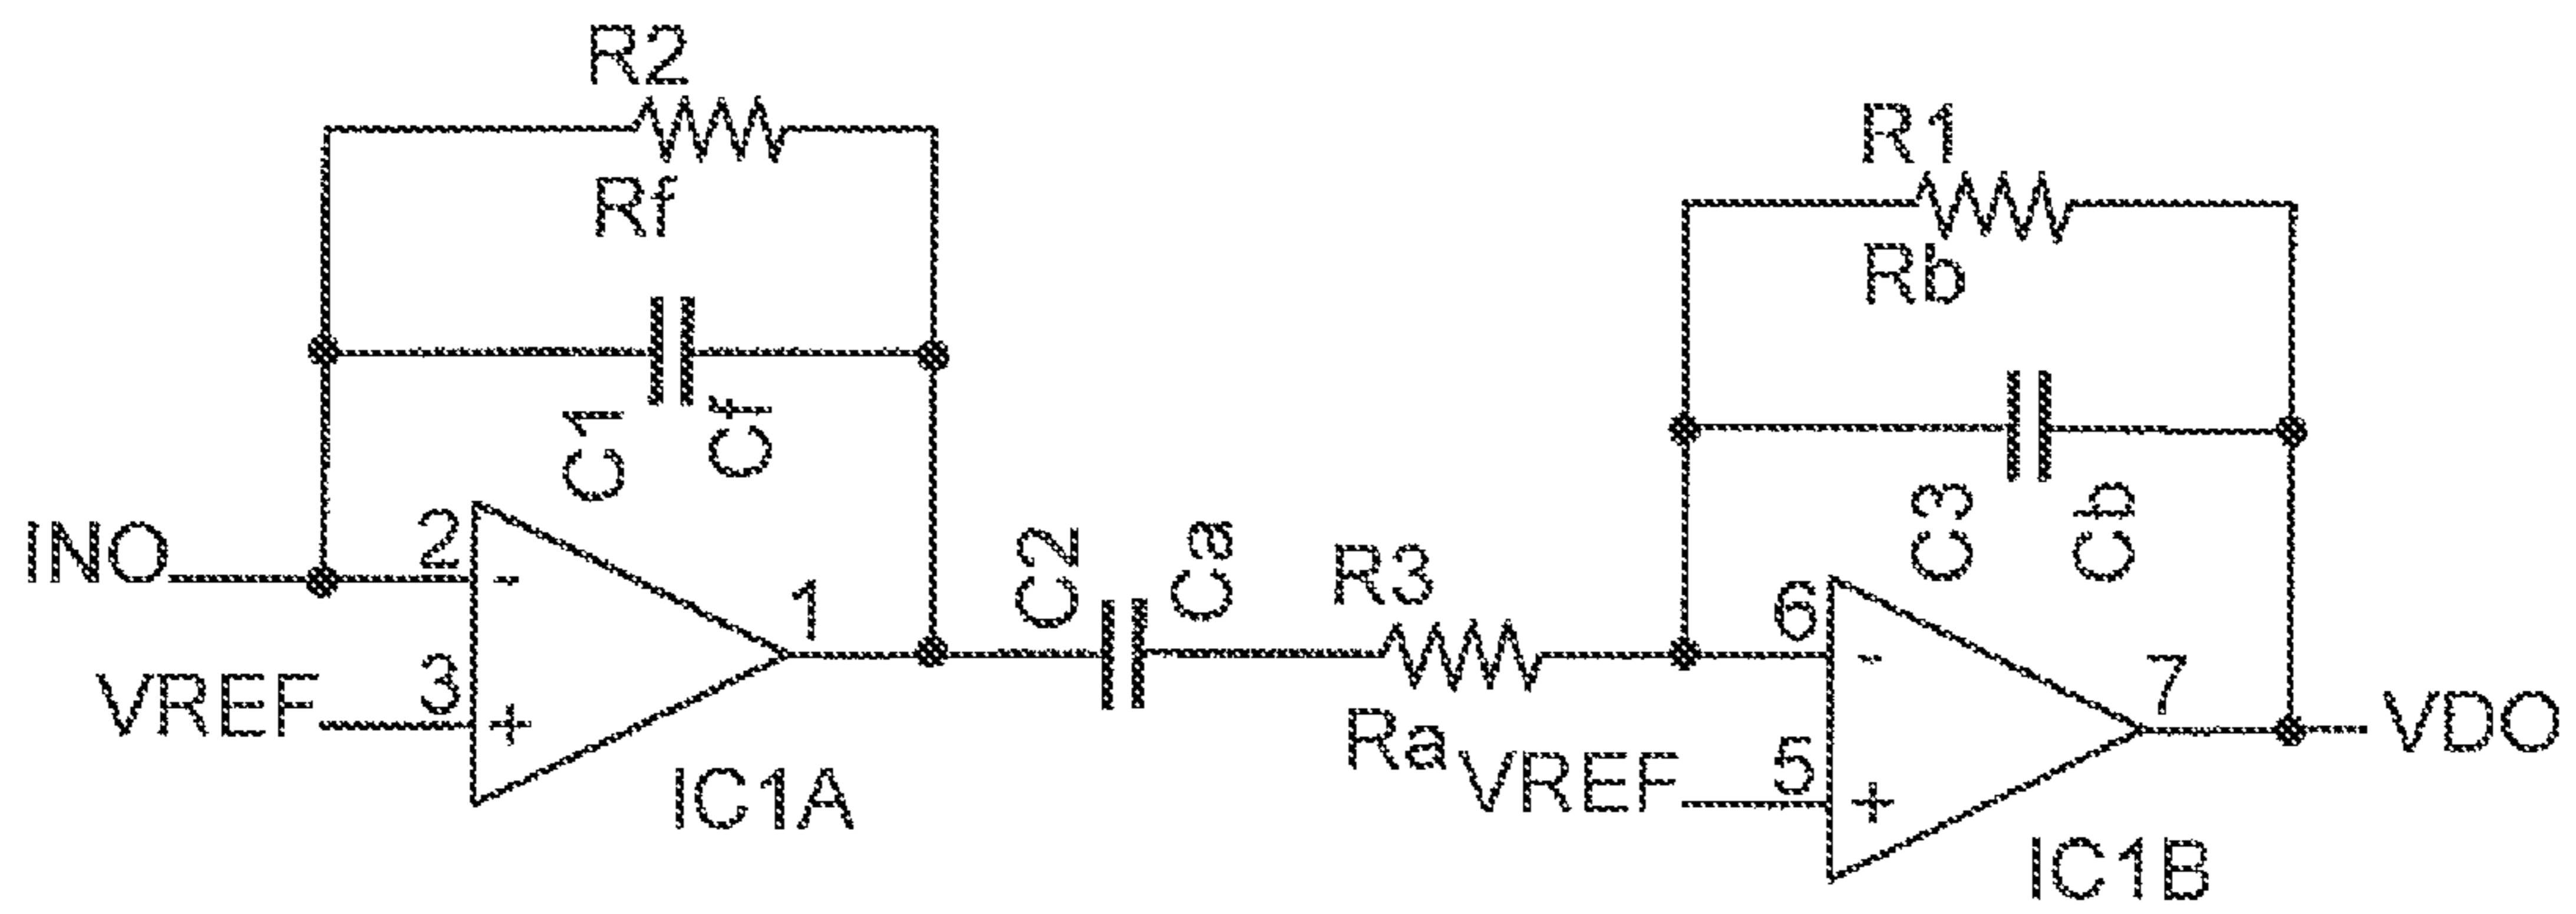 R2
Rf
C1
Cf
INO
2
-
VREF
3
+
1
IC1A
C2
Ca
R3
Ra
R1
Rb
C3
Cb
6
-
VREF
5
+
7
VDO
IC1B